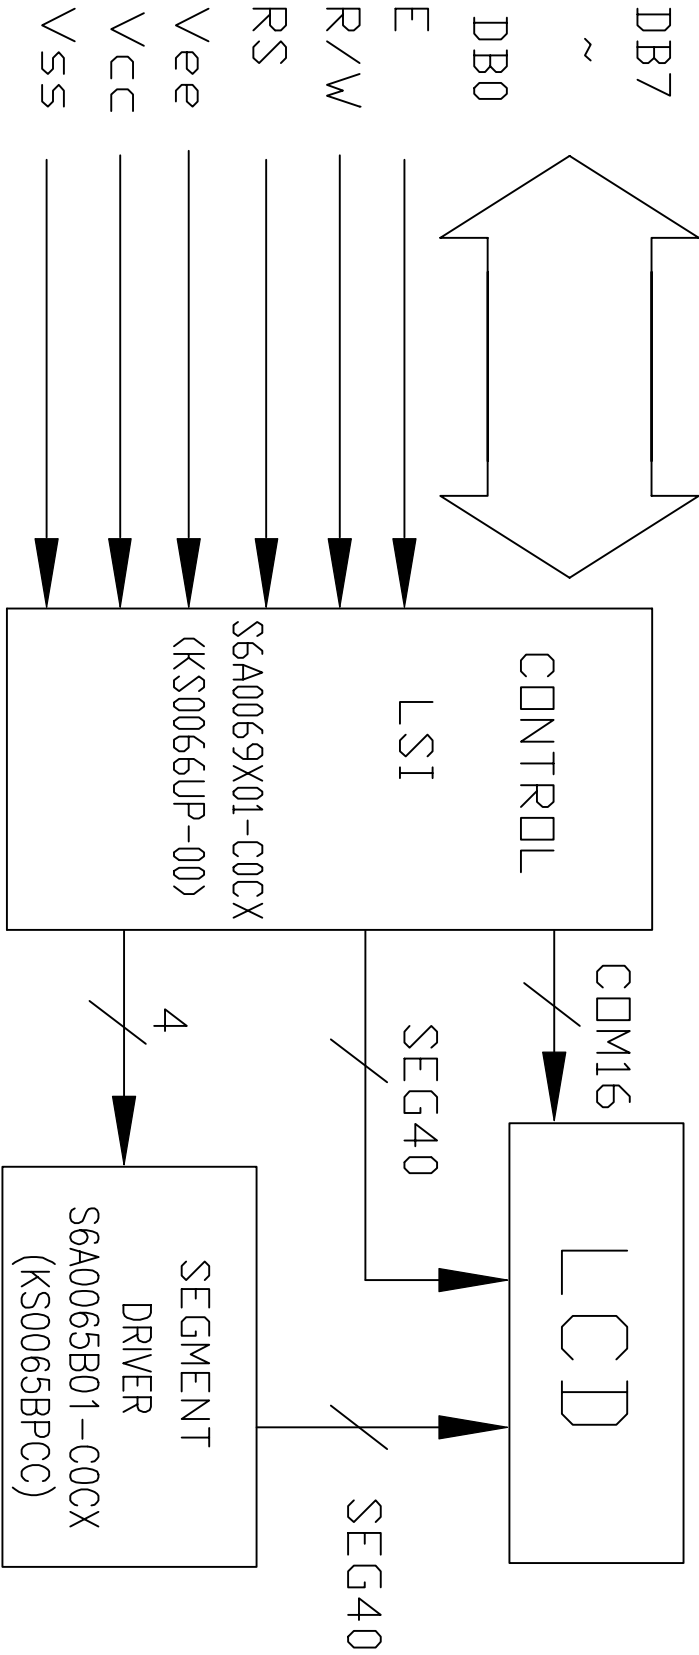 DB7
~
DB0
E
R/W
RS
Vee
Vcc
Vss
CONTROL
LSI
S6A0069X01-C0CX
(KS0066UP-00)
COM16
SEG40
4
LCD
SEGMENT
DRIVER
S6A0065B01-C0CX
(KS0065BPCC)
SEG40